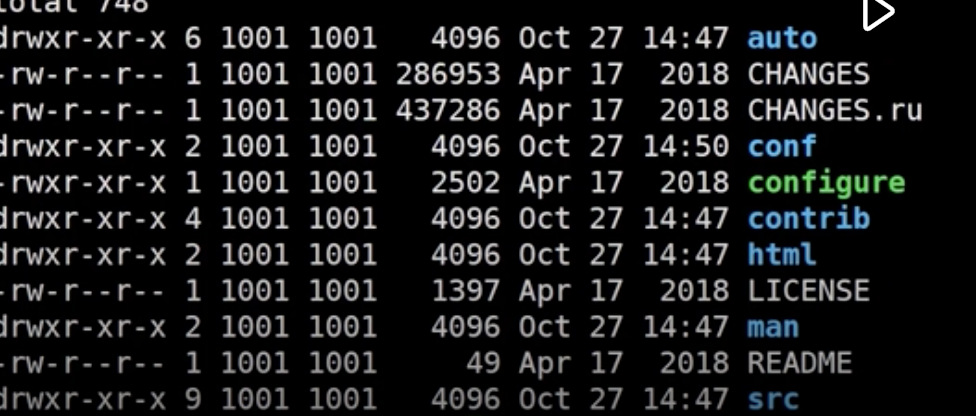 total 748
drwxr-xr-x 6 1001 1001   4096 Oct 27 14:47 auto
-rw-r--r-- 1 1001 1001 286953 Apr 17  2018 CHANGES
-rw-r--r-- 1 1001 1001 437286 Apr 17  2018 CHANGES.ru
drwxr-xr-x 2 1001 1001   4096 Oct 27 14:50 conf
-rwxr-xr-x 1 1001 1001   2502 Apr 17  2018 configure
drwxr-xr-x 4 1001 1001   4096 Oct 27 14:47 contrib
drwxr-xr-x 2 1001 1001   4096 Oct 27 14:47 html
-rw-r--r-- 1 1001 1001   1397 Apr 17  2018 LICENSE
drwxr-xr-x 2 1001 1001   4096 Oct 27 14:47 man
-rw-r--r-- 1 1001 1001     49 Apr 17  2018 README
drwxr-xr-x 9 1001 1001   4096 Oct 27 14:47 src